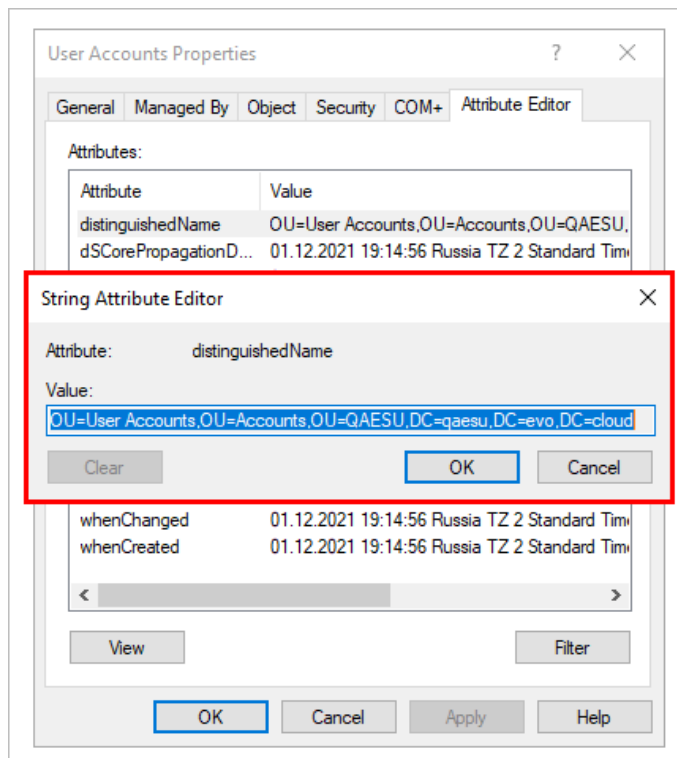 User Accounts Properties ?
General Managed By Object Security COM+ Attribute Editor
Attributes:
Attribute Value
distinguishedName OU=User Accounts,OU=Accounts,OU=QAESU,
dSCorePropagationD... 01.12.2021 19:14:56 Russia TZ 2 Standard Tim
String Attribute Editor
Attribute: distinguishedName
Value:
OU=User Accounts,OU=Accounts,OU=QAESU,DC=qaesu,DC=evo,DC=cloud
Clear OK Cancel
whenChanged 01.12.2021 19:14:56 Russia TZ 2 Standard Tim
whenCreated 01.12.2021 19:14:56 Russia TZ 2 Standard Tim
View Filter
OK Cancel Apply Help